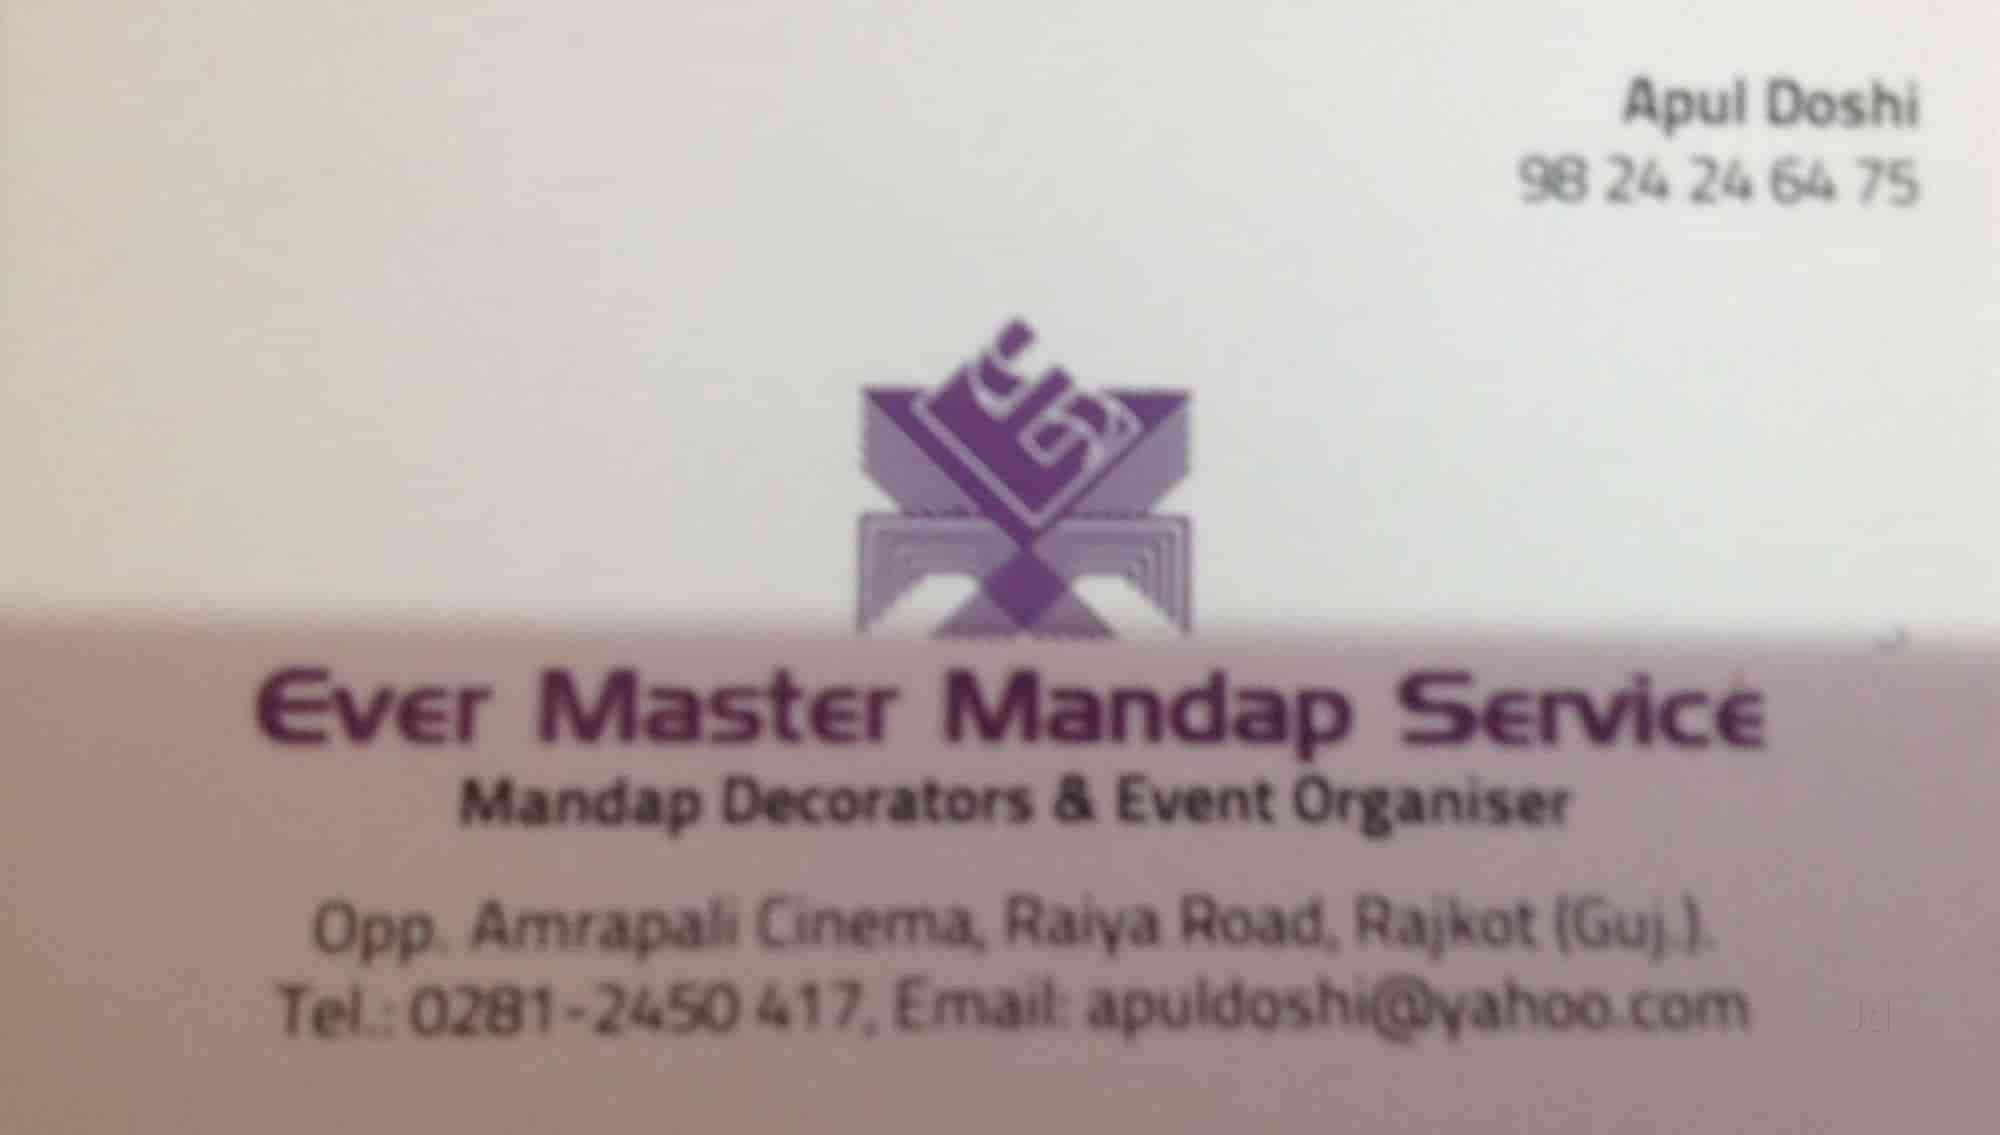 Apul Doshi
98 24 24 64 75
Ever Master Mandap Service
Mandap Decorators & Event Organiser
Opp. Amrapali Cinema, Raiya Road, Rajkot (Guj.).
Tel.: 0281-2450 417, Email: apuldoshi@yahoo.com